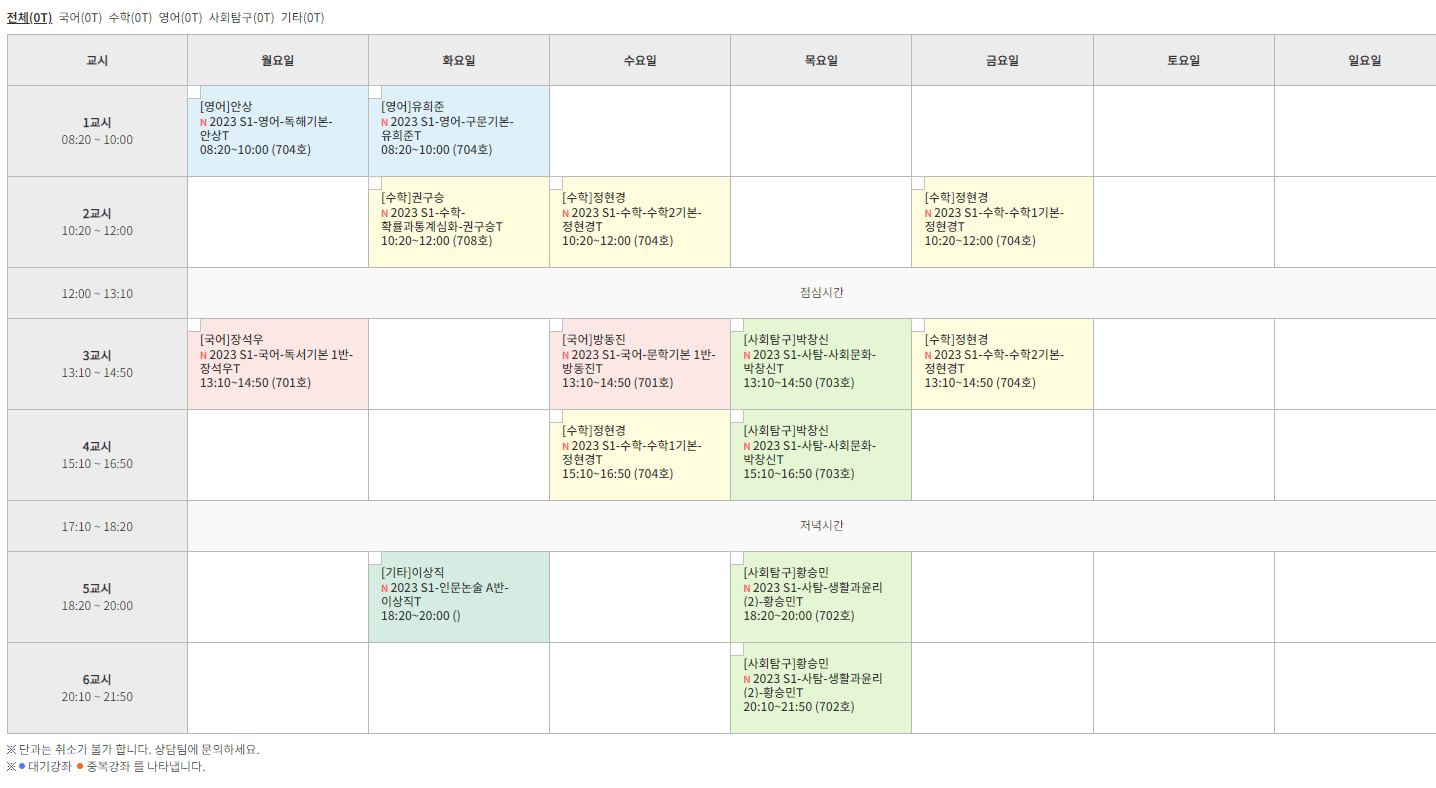 전체(0T) 국어(0T) 수학(0T) 영어(0T) 사회탐구(0T) 기타(0T)
교시 월요일 화요일 수요일 목요일 금요일 토요일 일요일
1교시
08:20 ~ 10:00
[영어]안상
N 2023 S1-영어-독해기본-
안상T
08:20~10:00 (704호)
[영어]유희준
N 2023 S1-영어-구문기본-
유희준T
08:20~10:00 (704호)
2교시
10:20 ~ 12:00
[수학]권구승
N 2023 S1-수학-
확률과통계심화-권구승T
10:20~12:00 (708호)
[수학]정현경
N 2023 S1-수학-수학2기본-
정현경T
10:20~12:00 (704호)
[수학]정현경
N 2023 S1-수학-수학1기본-
정현경T
10:20~12:00 (704호)
12:00 ~ 13:10
점심시간
3교시
13:10 ~ 14:50
[국어]장석우
N 2023 S1-국어-독서기본 1반-
장석우T
13:10~14:50 (701호)
[국어]방동진
N 2023 S1-국어-문학기본 1반-
방동진T
13:10~14:50 (701호)
[사회탐구]박창신
N 2023 S1-사탐-사회문화-
박창신T
13:10~14:50 (703호)
[수학]정현경
N 2023 S1-수학-수학2기본-
정현경T
13:10~14:50 (704호)
4교시
15:10 ~ 16:50
[수학]정현경
N 2023 S1-수학-수학1기본-
정현경T
15:10~16:50 (704호)
[사회탐구]박창신
N 2023 S1-사탐-사회문화-
박창신T
15:10~16:50 (703호)
17:10 ~ 18:20
저녁시간
5교시
18:20 ~ 20:00
[기타]이상직
N 2023 S1-인문논술 A반-
이상직T
18:20~20:00 ()
[사회탐구]황승민
N 2023 S1-사탐-생활과윤리
(2)-황승민T
18:20~20:00 (702호)
6교시
20:10 ~ 21:50
[사회탐구]황승민
N 2023 S1-사탐-생활과윤리
(2)-황승민T
20:10~21:50 (702호)
※ 단과는 취소가 불가 합니다. 상담팀에 문의하세요.
※ ● 대기강좌 ● 중복강좌 를 나타냅니다.